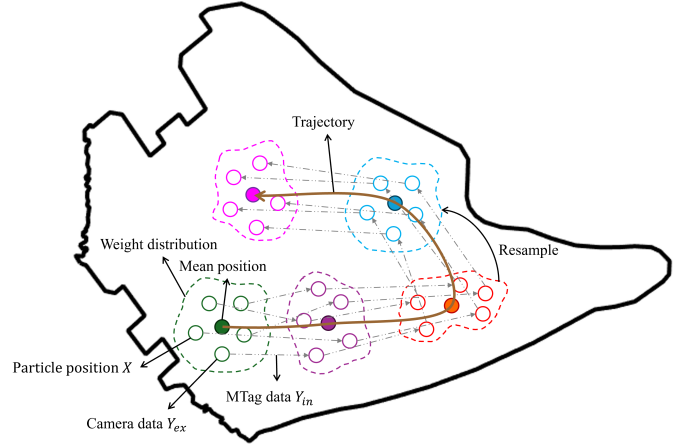 Trajectory
Weight distribution
Mean position
Resample
Particle position X
MTag data Y_in
Camera data Y_ex